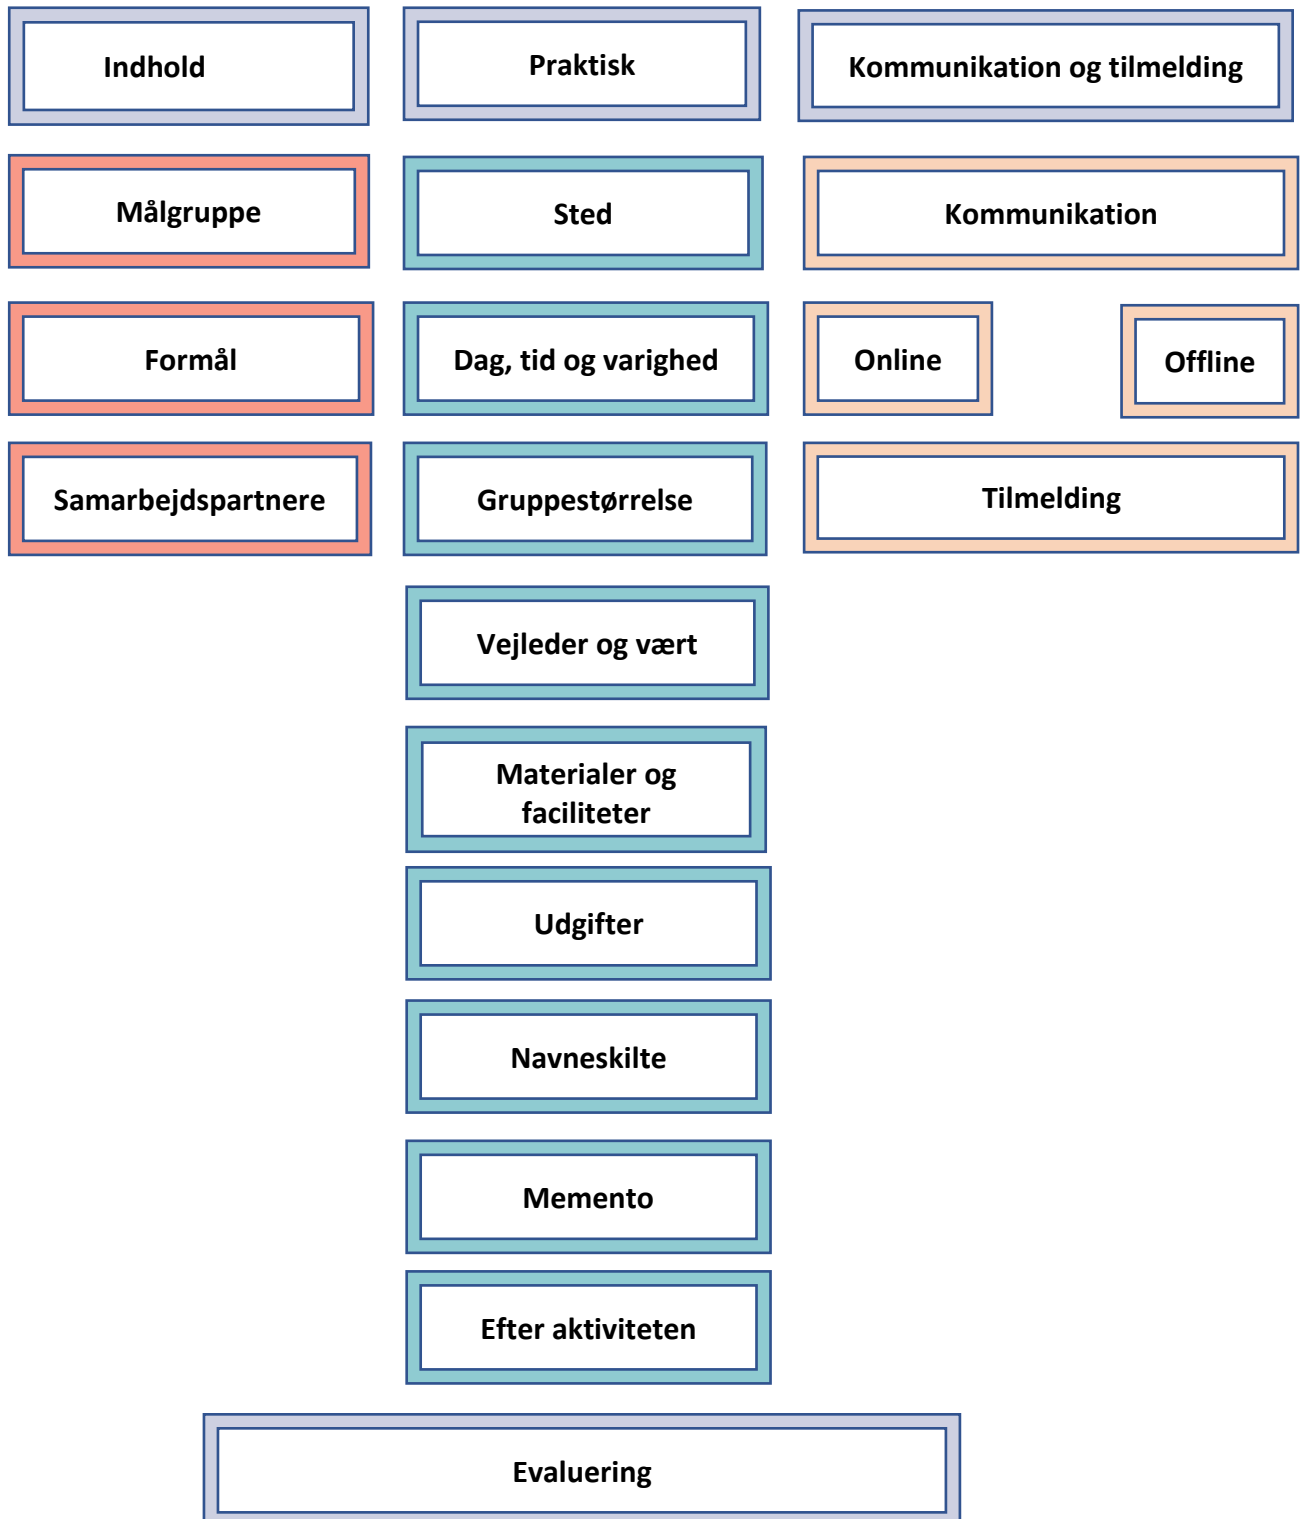 Indhold
Praktisk
Kommunikation og tilmelding
Målgruppe
Sted
Kommunikation
Formål
Dag, tid og varighed
Online
Offline
Samarbejdspartnere
Gruppestørrelse
Tilmelding
Vejleder og vært
Materialer og
faciliteter
Udgifter
Navneskilte
Memento
Efter aktiviteten
Evaluering